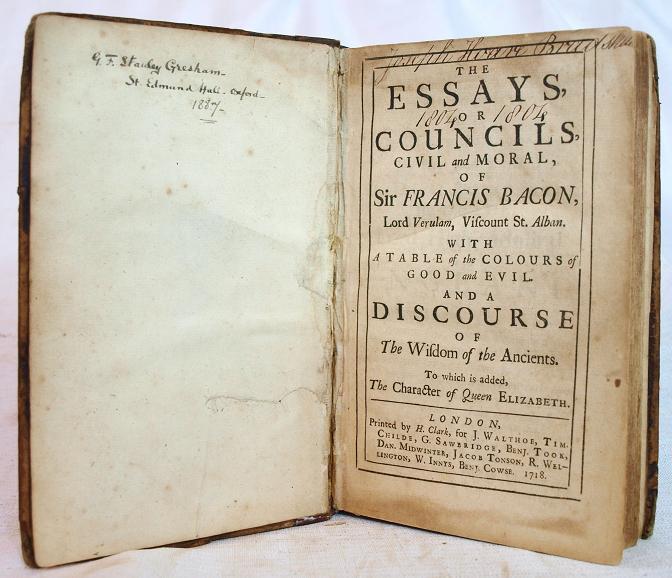 G. F. Stanley Gresham–
St. Edmund Hall. Oxford–
1887–
Joseph
THE
ESSAYS,
OR
1804 1804
COUNCILS,
CIVIL and MORAL,
OF
Sir FRANCIS BACON,
Lord Verulam, Viſcount St. Alban.
WITH
A TABLE of the COLOURS of
GOOD and EVIL.
AND A
DISCOURSE
OF
The Wiſdom of the Ancients.
To which is added,
The Character of Queen ELIZABETH.
LONDON,
Printed by H. Clark, for J. WALTHOE, TIM.
CHILDE, G. SAWBRIDGE, BENJ. TOOK,
DAN. MIDWINTER, JACOB TONSON, R. WEL-
LINGTON, W. INNYS, BENJ. COWSE. 1718.